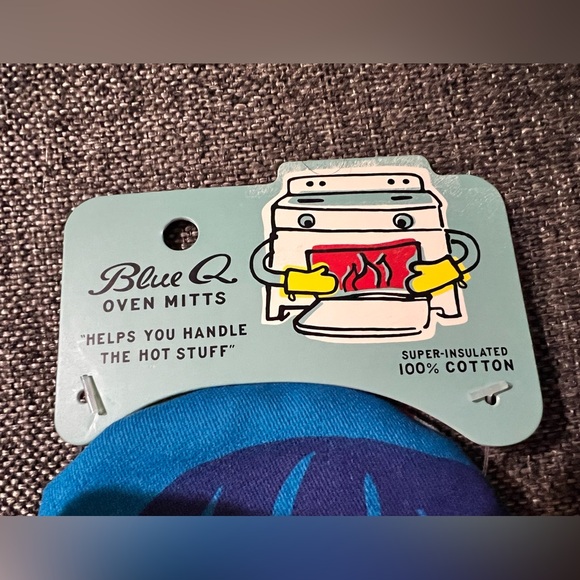 Blue Q
OVEN MITTS
"HELPS YOU HANDLE
THE HOT STUFF"
SUPER-INSULATED
100% COTTON